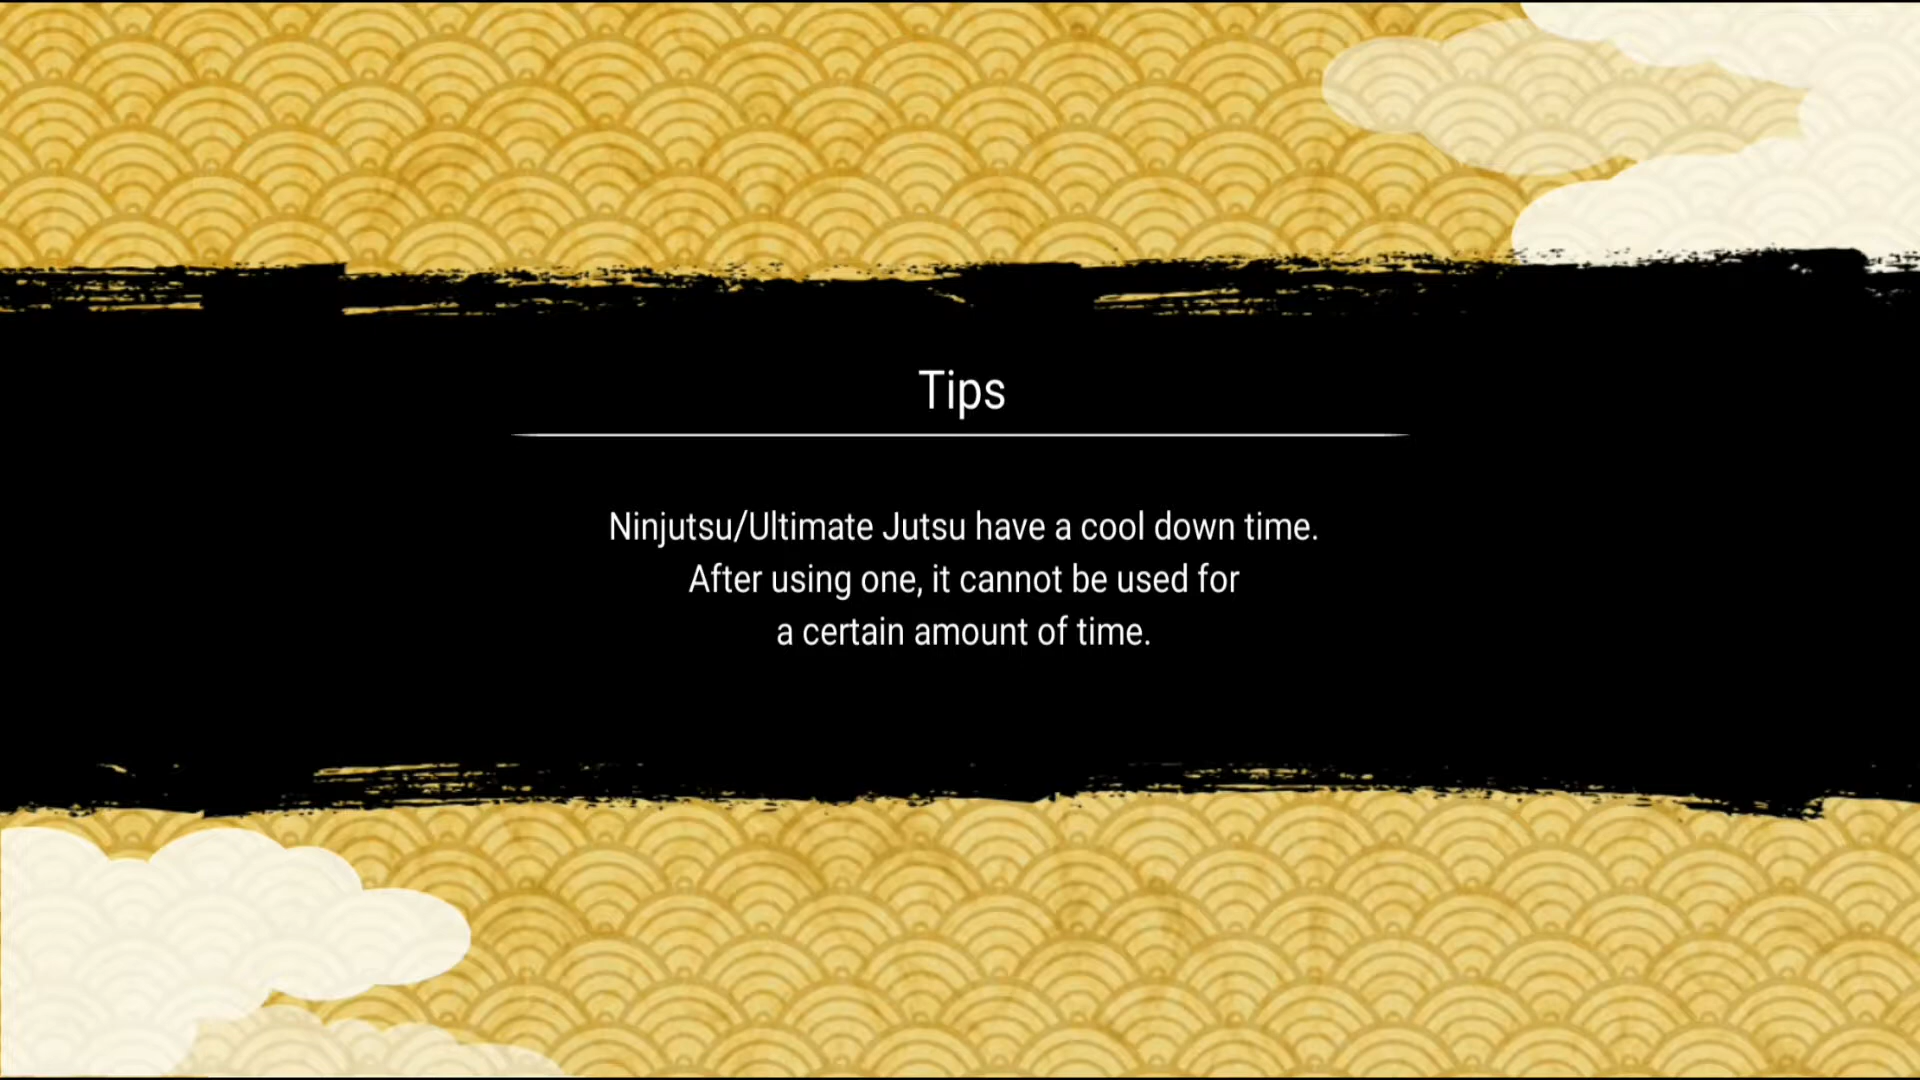 Tips
Ninjutsu/Ultimate Jutsu have a cool down time.
After using one, it cannot be used for
a certain amount of time.